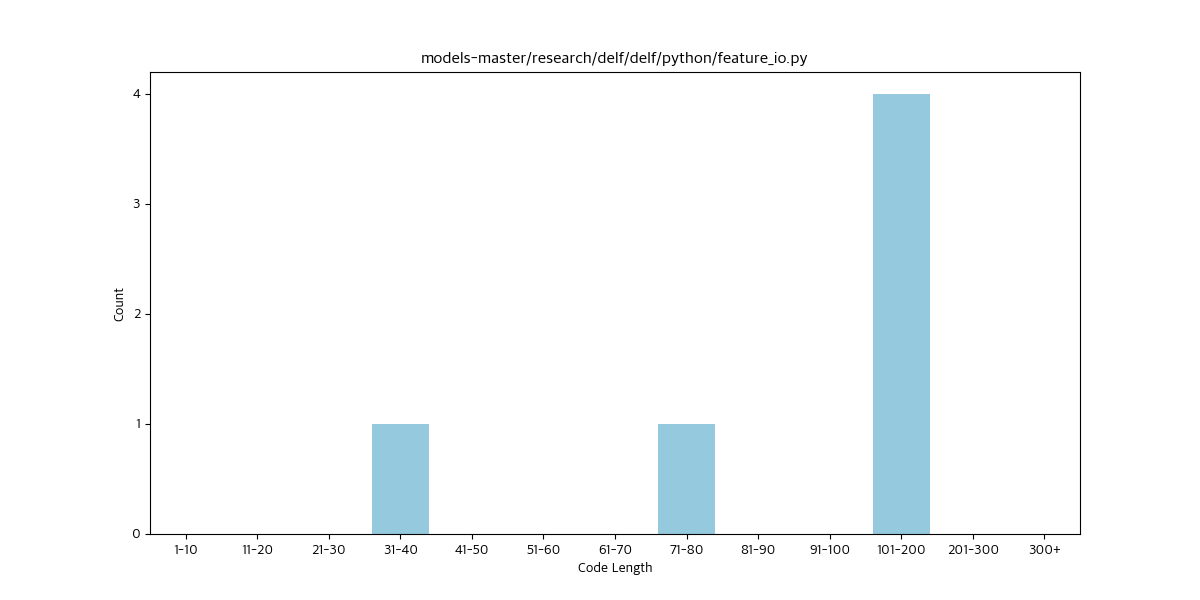 models-master/research/delf/delf/python/feature_io.py
Count
4
3
2
1
0
1-10 11-20 21-30 31-40 41-50 51-60 61-70 71-80 81-90 91-100 101-200 201-300 300+
Code Length